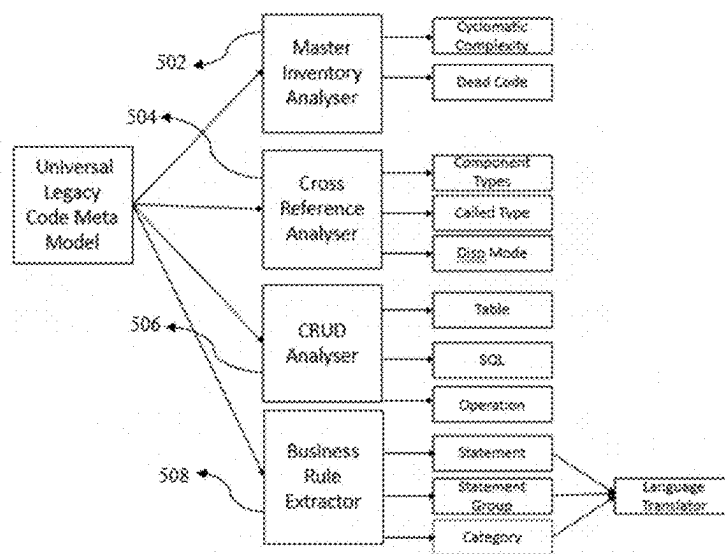 502
Master
Inventory
Analyser
Cyclomatic
Complexity
Dead Code
504
Universal
Legacy
Code Meta
Model
Cross
Reference
Analyser
Component
Types
Called Type
Disp Mode
506
CRUD
Analyser
Table
SQL
Operation
508
Business
Rule
Extractor
Statement
Statement
Group
Category
Language
Translator